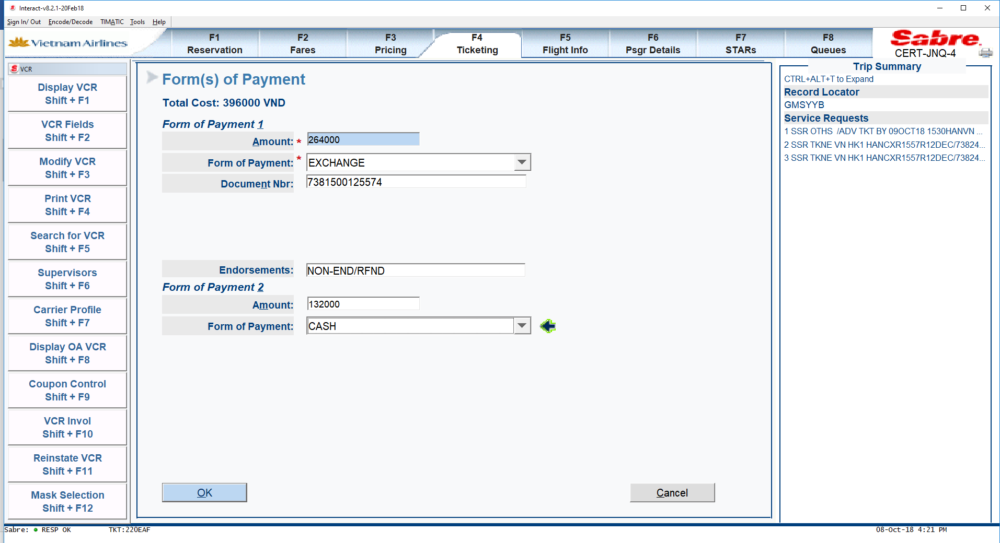 Interact-v8.2.1-20Feb18
Sign In/ Out Encode/Decode TIMATIC Tools Help
Vietnam Airlines
F1
Reservation
F2
Fares
F3
Pricing
F4
Ticketing
F5
Flight Info
F6
Psgr Details
F7
STARs
F8
Queues
Sabre.
CERT-JNQ-4
VCR
Display VCR
Shift + F1
VCR Fields
Shift + F2
Modify VCR
Shift + F3
Print VCR
Shift + F4
Search for VCR
Shift + F5
Supervisors
Shift + F6
Carrier Profile
Shift + F7
Display OA VCR
Shift + F8
Coupon Control
Shift + F9
VCR Invol
Shift + F10
Reinstate VCR
Shift + F11
Mask Selection
Shift + F12
Form(s) of Payment
Total Cost: 396000 VND
Form of Payment 1
Amount: * 264000
Form of Payment: * EXCHANGE
Document Nbr: 7381500125574
Endorsements: NON-END/RFND
Form of Payment 2
Amount: 132000
Form of Payment: CASH
OK
Cancel
Trip Summary
CTRL+ALT+T to Expand
Record Locator
GMSYYB
Service Requests
1 SSR OTHS /ADV TKT BY 09OCT18 1530HANVN ...
2 SSR TKNE VN HK1 HANCXR1557R12DEC/73824...
3 SSR TKNE VN HK1 HANCXR1557R12DEC/73824...
Sabre: RESP OK TKT:220EAF 08-Oct-18 4:21 PM